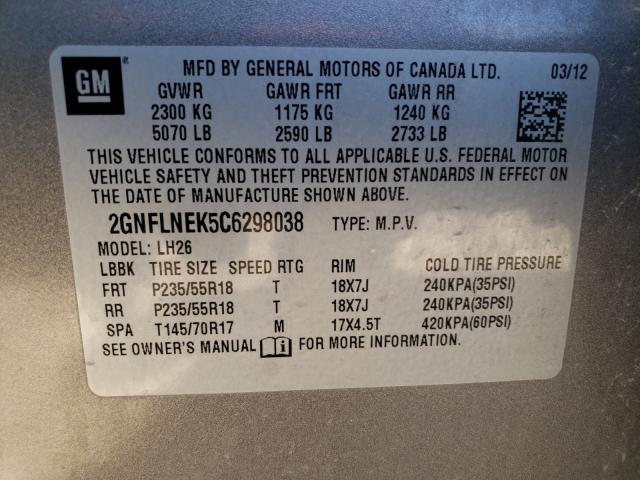 GM
MFD BY GENERAL MOTORS OF CANADA LTD. 03/12
GVWR GAWR FRT GAWR RR
2300 KG 1175 KG 1240 KG
5070 LB 2590 LB 2733 LB
THIS VEHICLE CONFORMS TO ALL APPLICABLE U.S. FEDERAL MOTOR
VEHICLE SAFETY AND THEFT PREVENTION STANDARDS IN EFFECT ON
THE DATE OF MANUFACTURE SHOWN ABOVE.
2GNFLNEK5C6298038 TYPE: M.P.V.
MODEL: LH26
LBBK TIRE SIZE SPEED RTG RIM COLD TIRE PRESSURE
FRT P235/55R18 T 18X7J 240KPA(35PSI)
RR P235/55R18 T 18X7J 240KPA(35PSI)
SPA T145/70R17 M 17X4.5T 420KPA(60PSI)
SEE OWNER'S MANUAL FOR MORE INFORMATION.